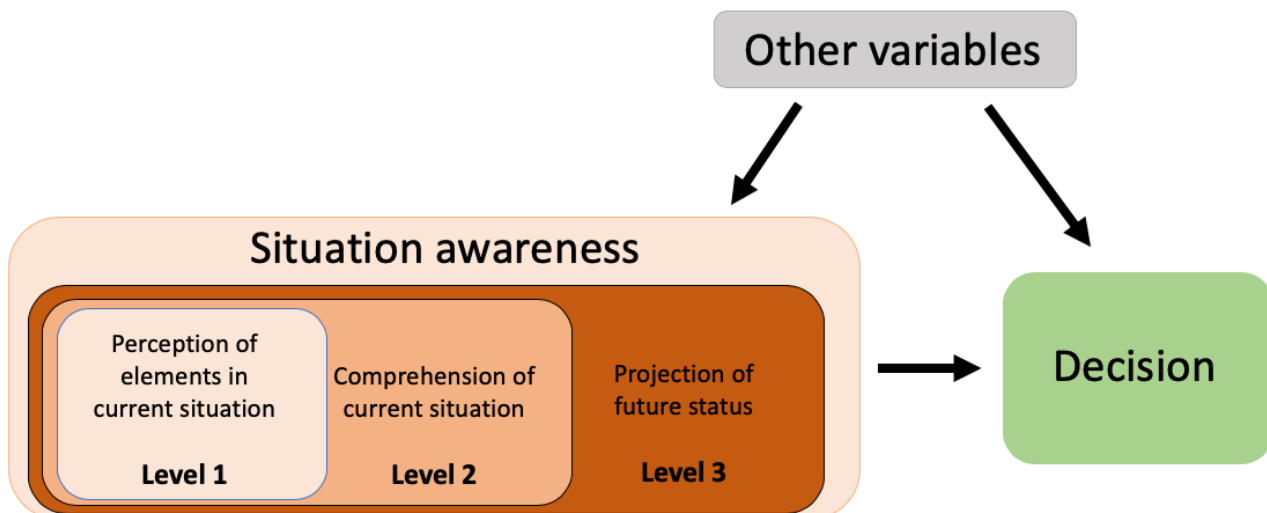 Other variables
Situation awareness
Perception of
elements in
current situation
Level 1
Comprehension of
current situation
Level 2
Projection of
future status
Level 3
Decision